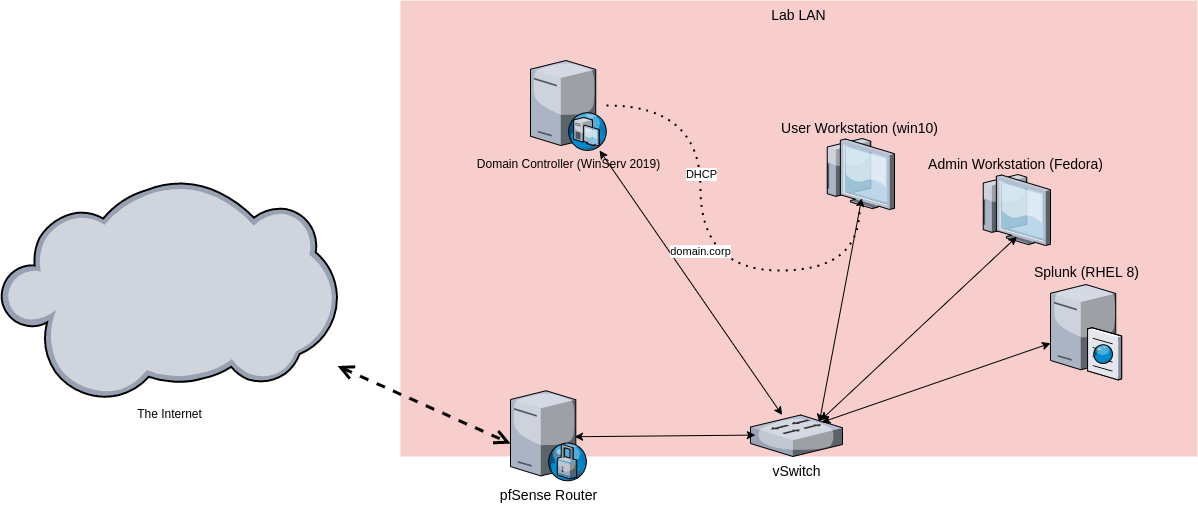 Lab LAN
User Workstation (win10)
Domain Controller (WinServ 2019)
Admin Workstation (Fedora)
DHCP
domain.corp
Splunk (RHEL 8)
The Internet
vSwitch
pfSense Router